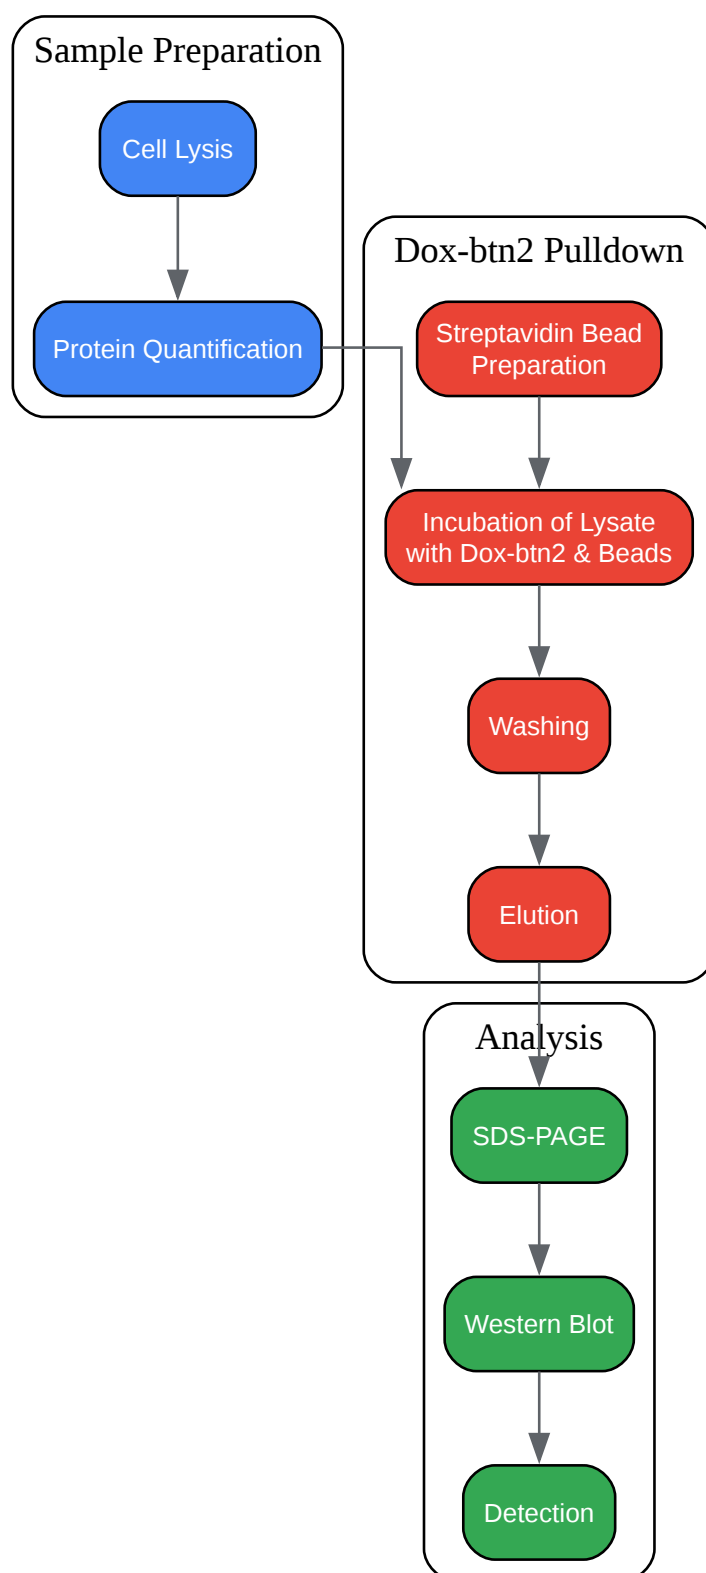 Sample Preparation
Cell Lysis
Protein Quantification
Dox-btn2 Pulldown
Streptavidin Bead
Preparation
Incubation of Lysate
with Dox-btn2 & Beads
Washing
Elution
Analysis
SDS-PAGE
Western Blot
Detection